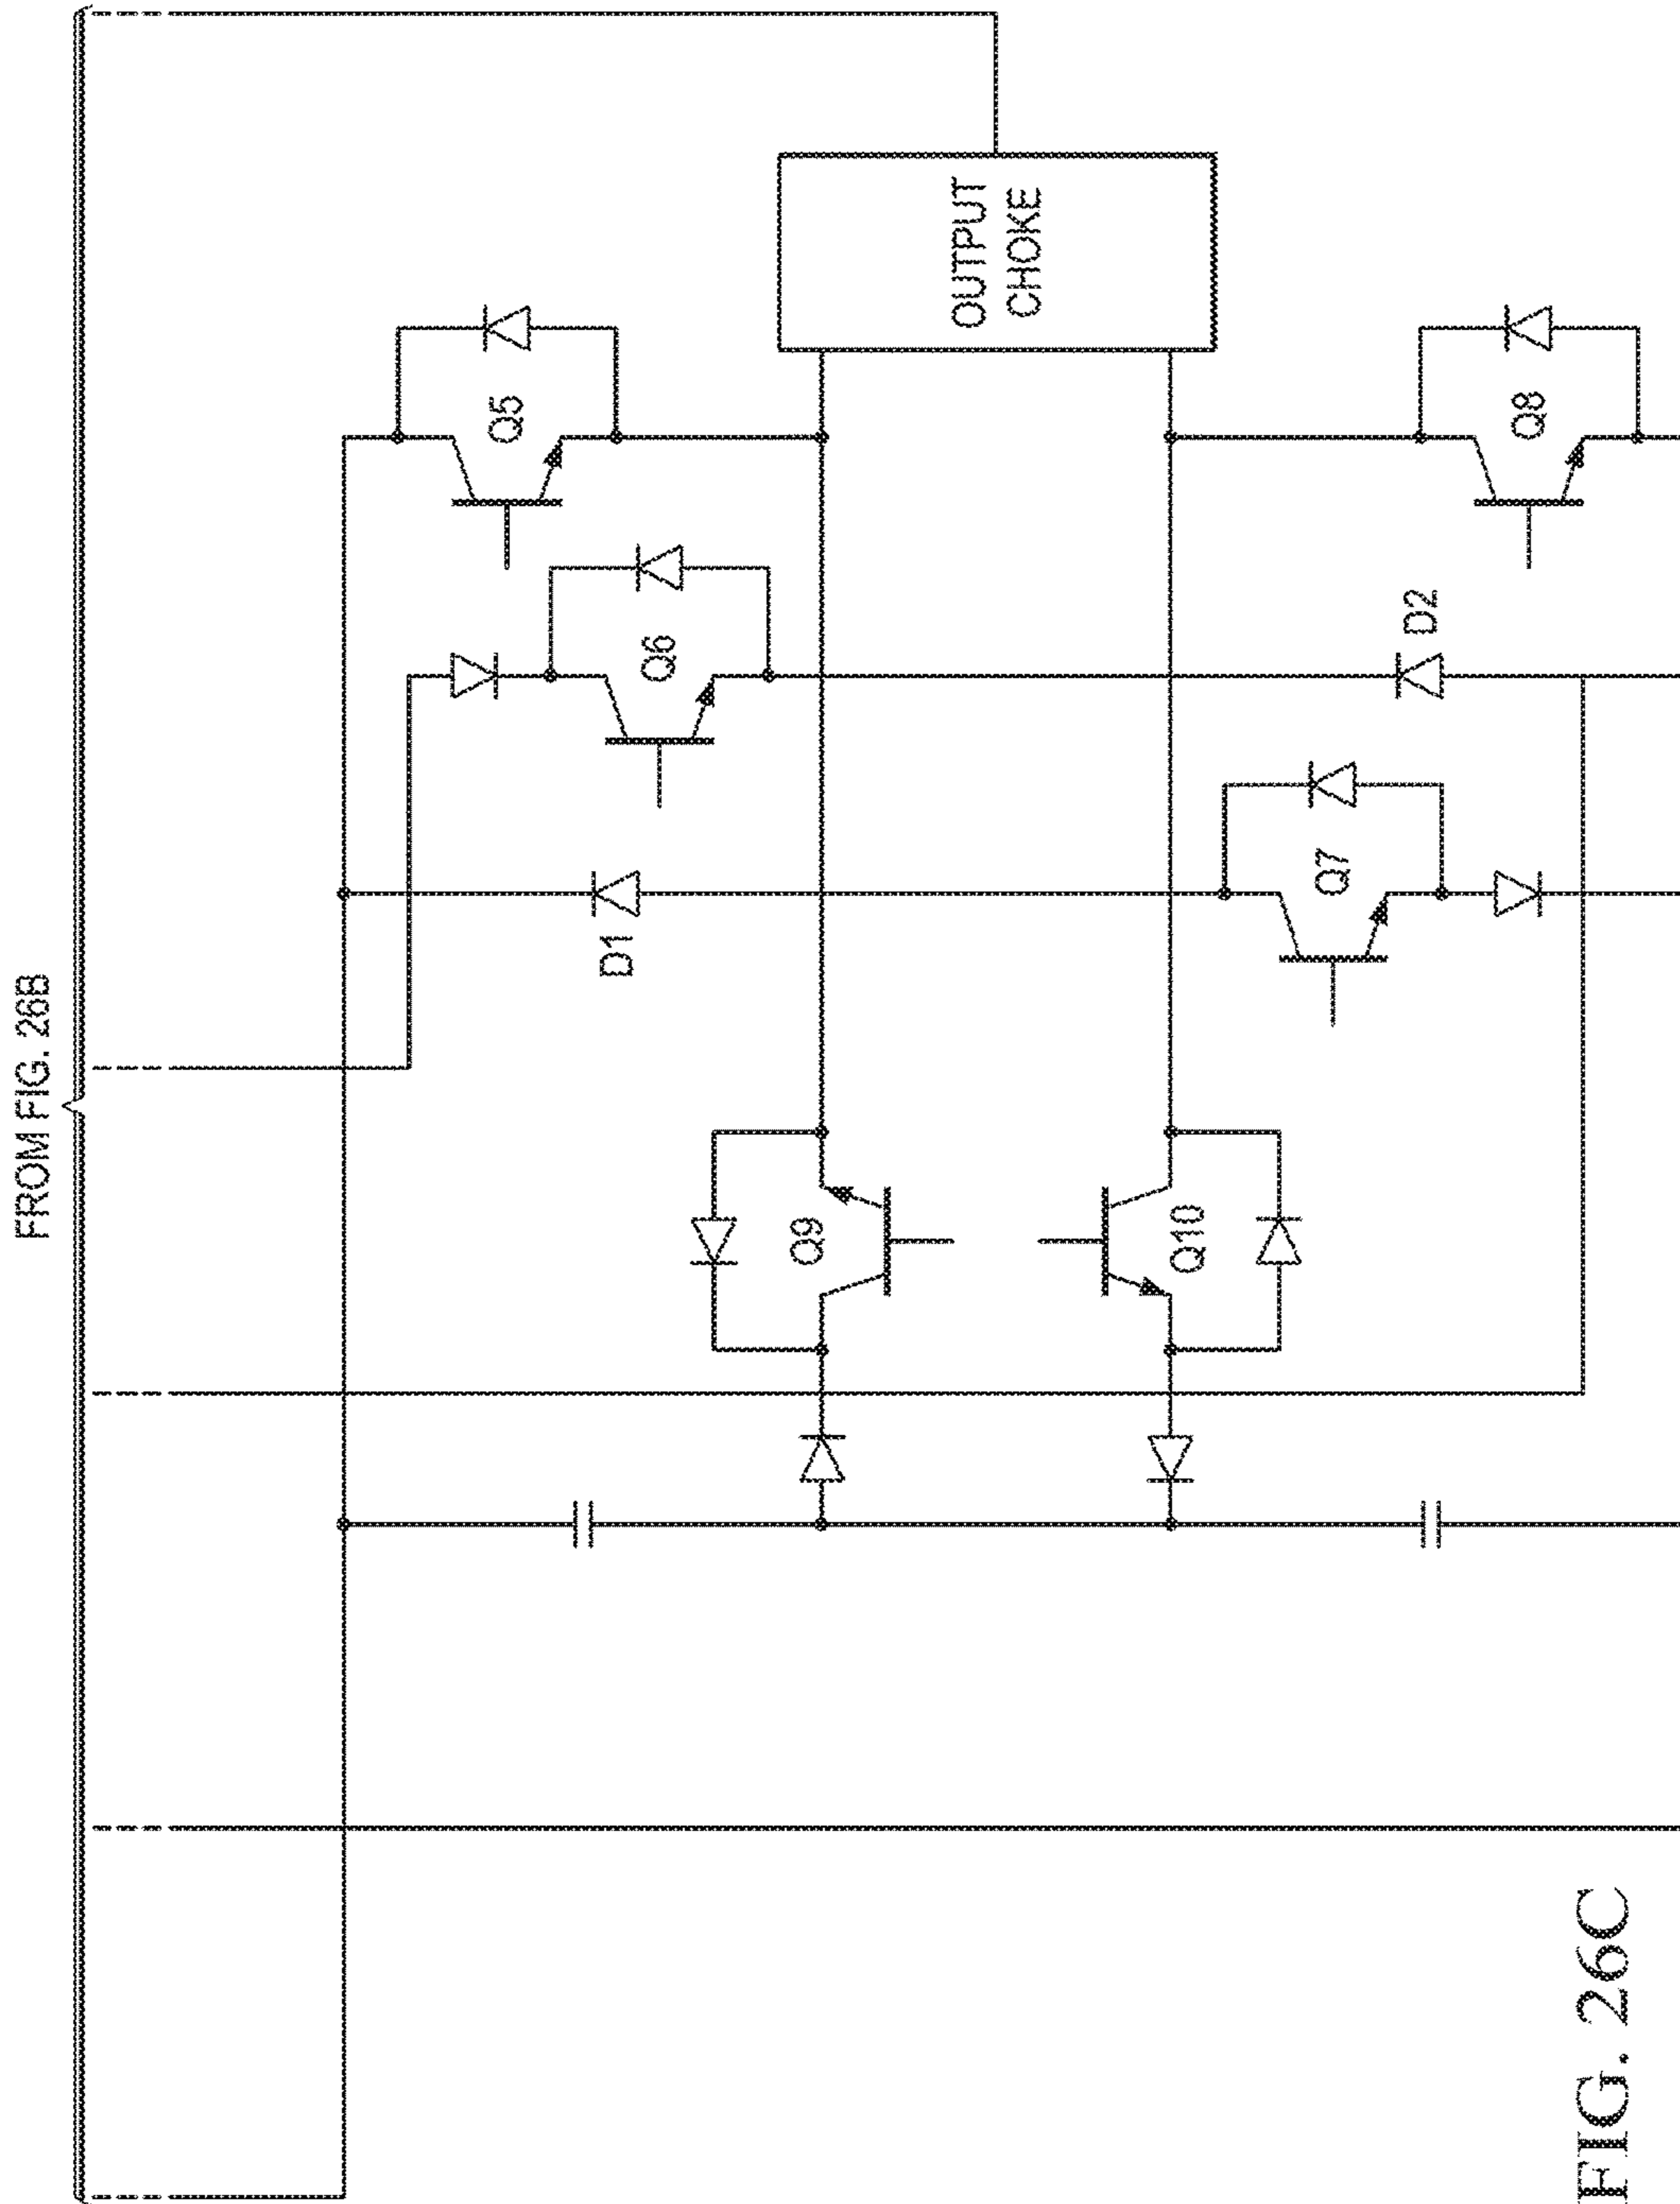 FROM FIG. 26B
OUTPUT
CHOKE
Q5
Q6
Q8
D2
D1
Q7
Q9
Q10
FIG. 26C